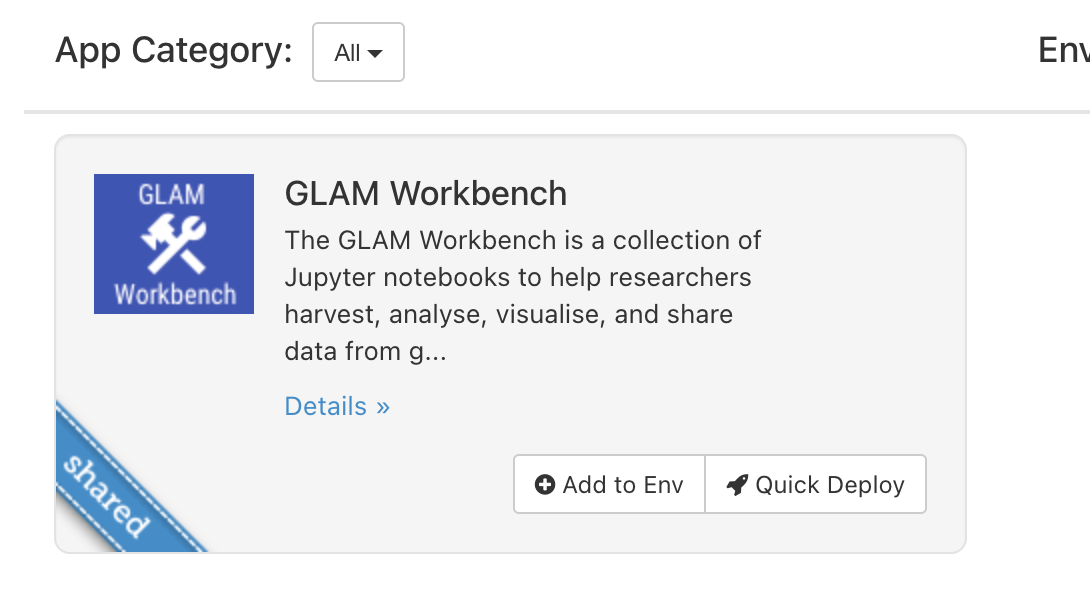 App Category:
All
Env
GLAM
Workbench
GLAM Workbench
The GLAM Workbench is a collection of
Jupyter notebooks to help researchers
harvest, analyse, visualise, and share
data from g...
Details »
shared
Add to Env
Quick Deploy